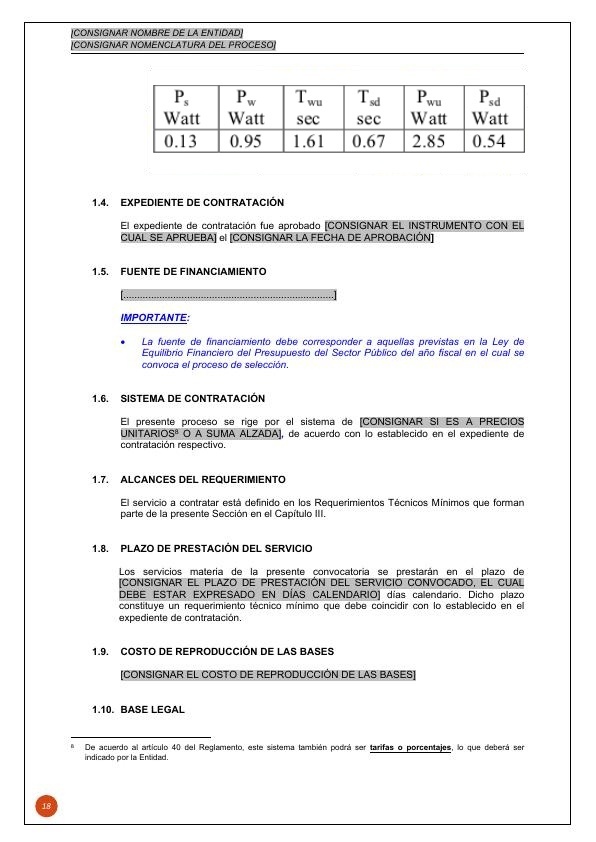 [CONSIGNAR NOMBRE DE LA ENTIDAD]
[CONSIGNAR NOMENCLATURA DEL PROCESO]
Ps Pw Twu Tsd Pwu Psd
Watt Watt sec sec Watt Watt
0.13 0.95 1.61 0.67 2.85 0.54
1.4. EXPEDIENTE DE CONTRATACIÓN
El expediente de contratación fue aprobado [CONSIGNAR EL INSTRUMENTO CON EL
CUAL SE APRUEBA] el [CONSIGNAR LA FECHA DE APROBACIÓN]
1.5. FUENTE DE FINANCIAMIENTO
[..........................................................................]
IMPORTANTE:
• La fuente de financiamiento debe corresponder a aquellas previstas en la Ley de
Equilibrio Financiero del Presupuesto del Sector Público del año fiscal en el cual se
convoca el proceso de selección.
1.6. SISTEMA DE CONTRATACIÓN
El presente proceso se rige por el sistema de [CONSIGNAR SI ES A PRECIOS
UNITARIOS8 O A SUMA ALZADA], de acuerdo con lo establecido en el expediente de
contratación respectivo.
1.7. ALCANCES DEL REQUERIMIENTO
El servicio a contratar está definido en los Requerimientos Técnicos Mínimos que forman
parte de la presente Sección en el Capítulo III.
1.8. PLAZO DE PRESTACIÓN DEL SERVICIO
Los servicios materia de la presente convocatoria se prestarán en el plazo de
[CONSIGNAR EL PLAZO DE PRESTACIÓN DEL SERVICIO CONVOCADO, EL CUAL
DEBE ESTAR EXPRESADO EN DÍAS CALENDARIO] días calendario. Dicho plazo
constituye un requerimiento técnico mínimo que debe coincidir con lo establecido en el
expediente de contratación.
1.9. COSTO DE REPRODUCCIÓN DE LAS BASES
[CONSIGNAR EL COSTO DE REPRODUCCIÓN DE LAS BASES]
1.10. BASE LEGAL
8 De acuerdo al artículo 40 del Reglamento, este sistema también podrá ser tarifas o porcentajes, lo que deberá ser
indicado por la Entidad.
18